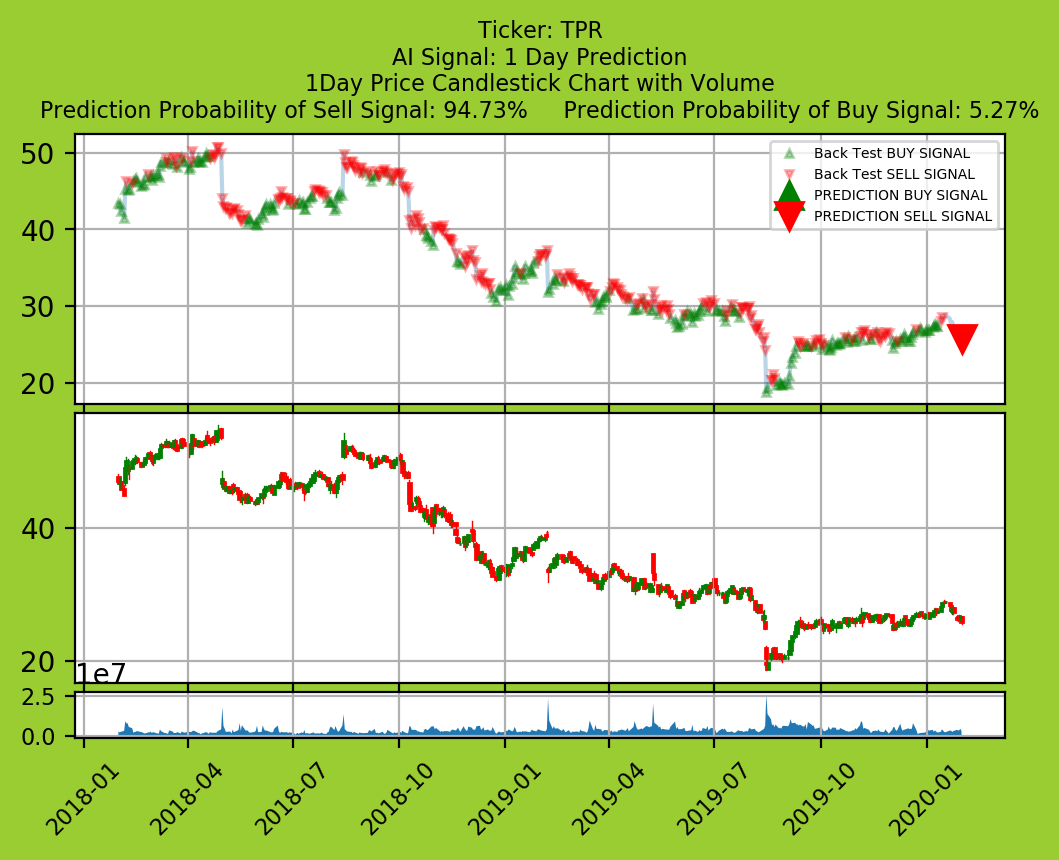 Ticker: TPR
AI Signal: 1 Day Prediction
1Day Price Candlestick Chart with Volume
Prediction Probability of Sell Signal: 94.73%     Prediction Probability of Buy Signal: 5.27%
50
40
30
20
Back Test BUY SIGNAL
Back Test SELL SIGNAL
PREDICTION BUY SIGNAL
PREDICTION SELL SIGNAL
40
20
1e7
2.5
0.0
2018-01
2018-04
2018-07
2018-10
2019-01
2019-04
2019-07
2019-10
2020-01